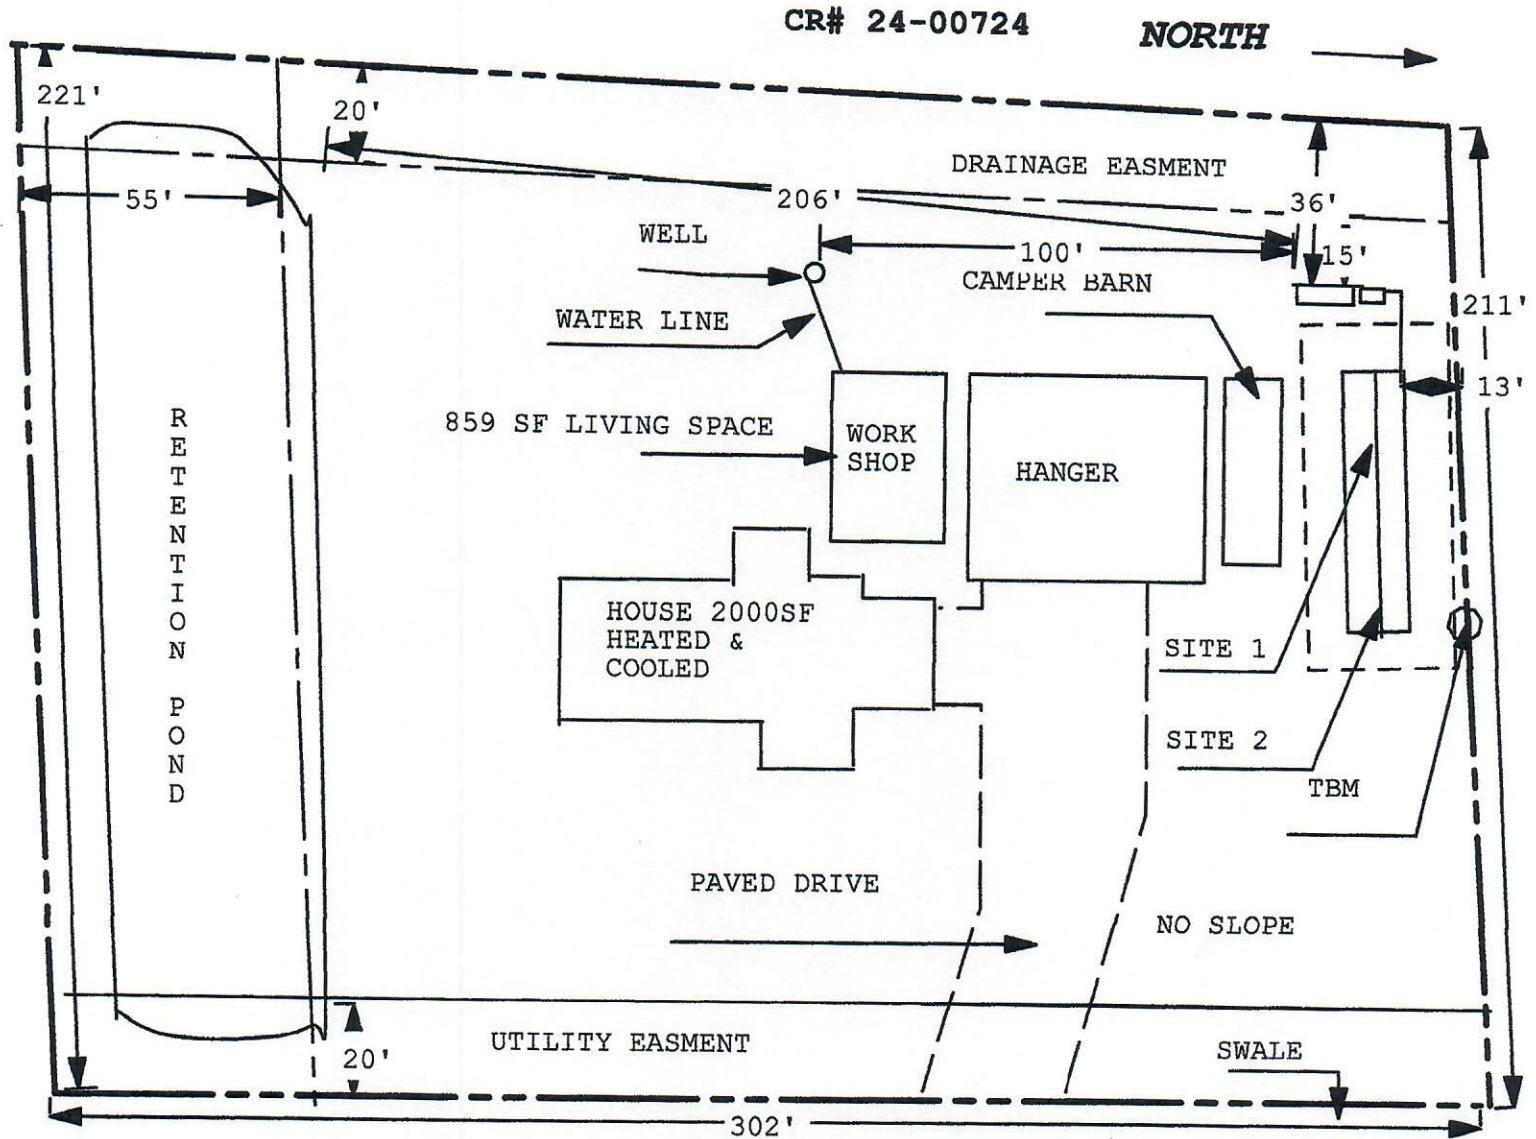 CR# 24-00724
NORTH
221'
20'
DRAINAGE EASMENT
55'
206'
36'
WELL
100'
15'
CAMPER BARN
211'
WATER LINE
13'
859 SF LIVING SPACE
WORK
SHOP
HANGER
RETENTION POND
HOUSE 2000SF
HEATED &
COOLED
SITE 1
SITE 2
TBM
PAVED DRIVE
NO SLOPE
UTILITY EASMENT
20'
SWALE
302'